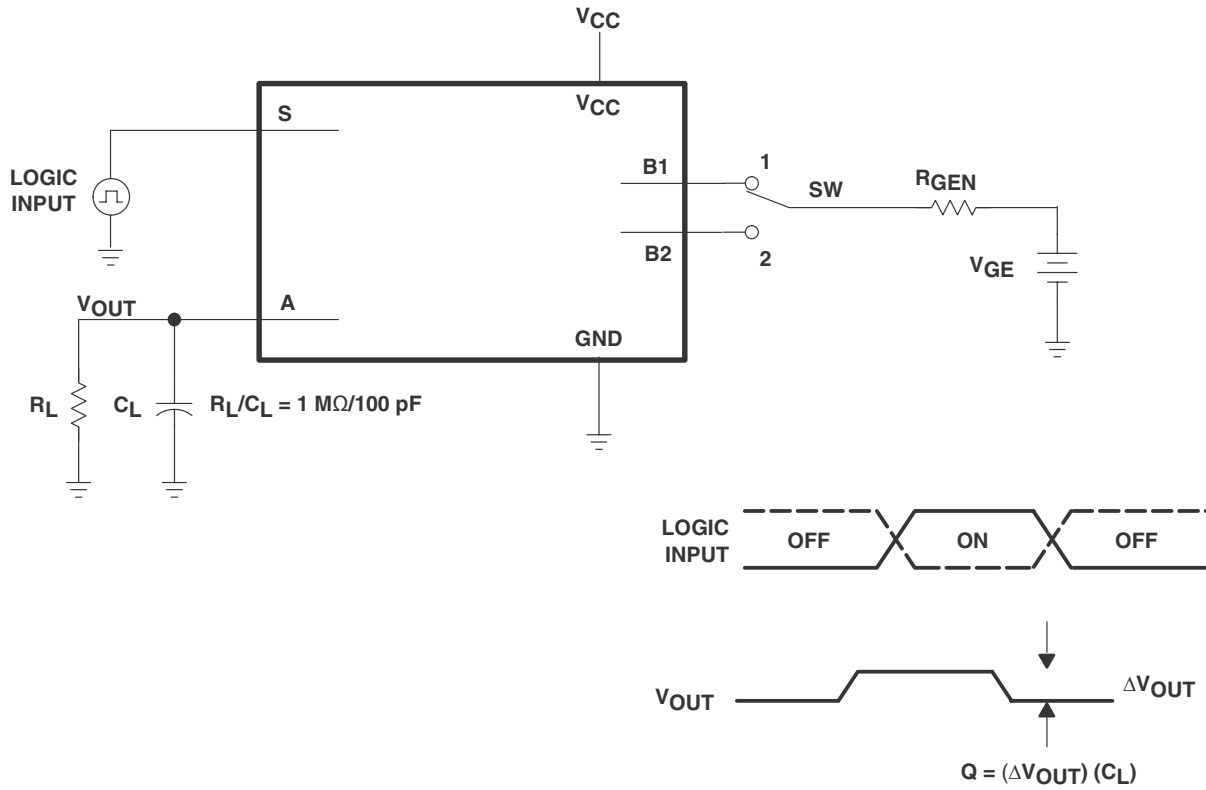 VCC
VCC
S
LOGIC
INPUT
B1
1
SW
RGEN
B2
2
VGE
VOUT
A
GND
RL
CL
RL/CL = 1 MΩ/100 pF
LOGIC
INPUT
OFF
ON
OFF
VOUT
ΔVOUT
Q = (ΔVOUT) (CL)